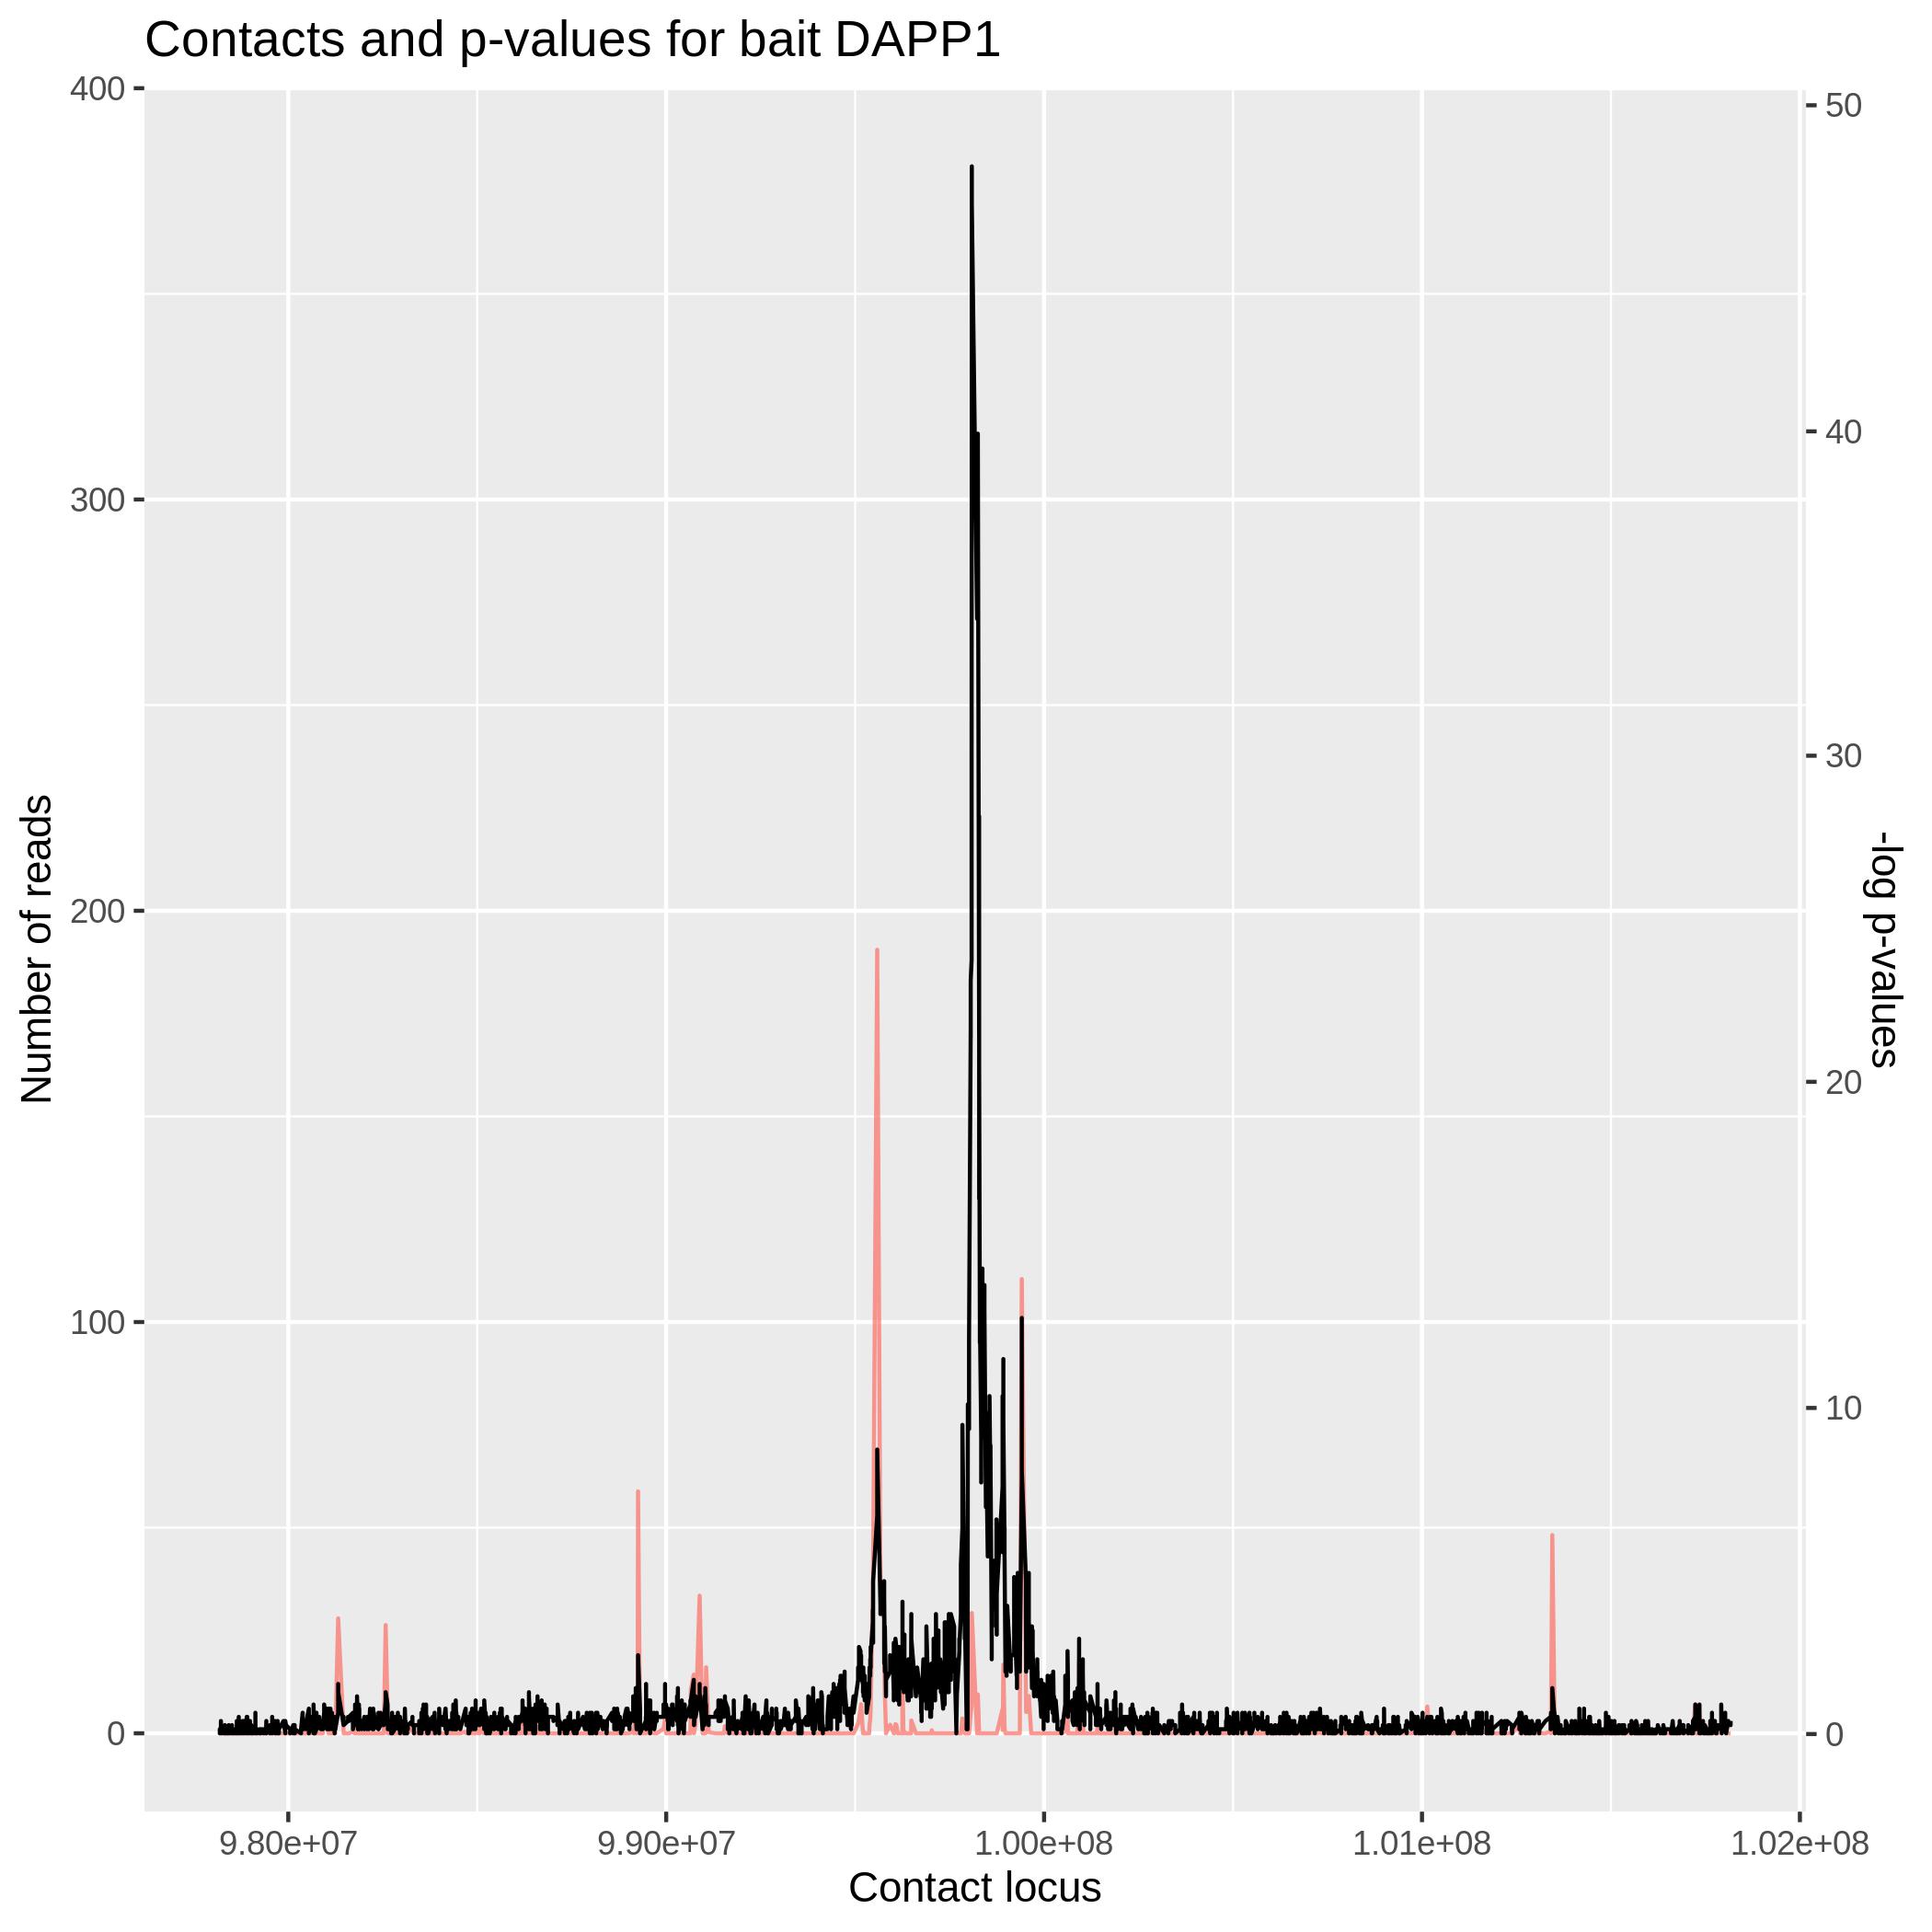 Contacts and p-values for bait DAPP1
400
300
200
100
0
Number of reads
50
40
30
20
10
0
-log p-values
9.80e+07
9.90e+07
1.00e+08
1.01e+08
1.02e+08
Contact locus